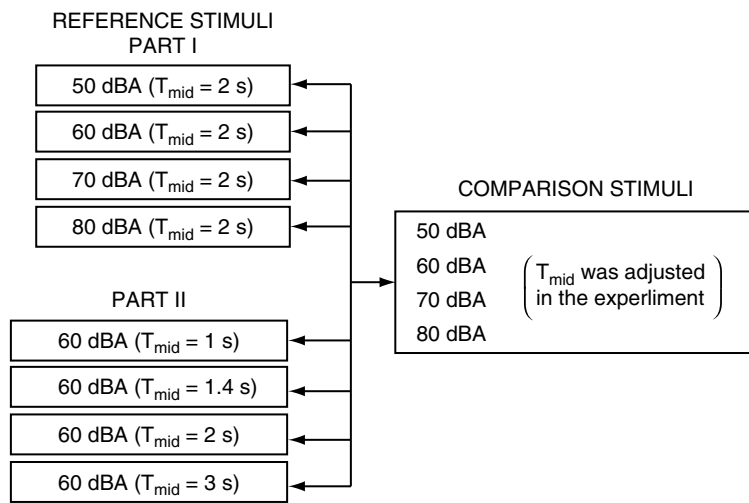 REFERENCE STIMULI
PART I
50 dBA (Tmid = 2 s)
60 dBA (Tmid = 2 s)
70 dBA (Tmid = 2 s)
80 dBA (Tmid = 2 s)
PART II
60 dBA (Tmid = 1 s)
60 dBA (Tmid = 1.4 s)
60 dBA (Tmid = 2 s)
60 dBA (Tmid = 3 s)
COMPARISON STIMULI
50 dBA
60 dBA
70 dBA
80 dBA
(Tmid was adjusted
in the experliment)